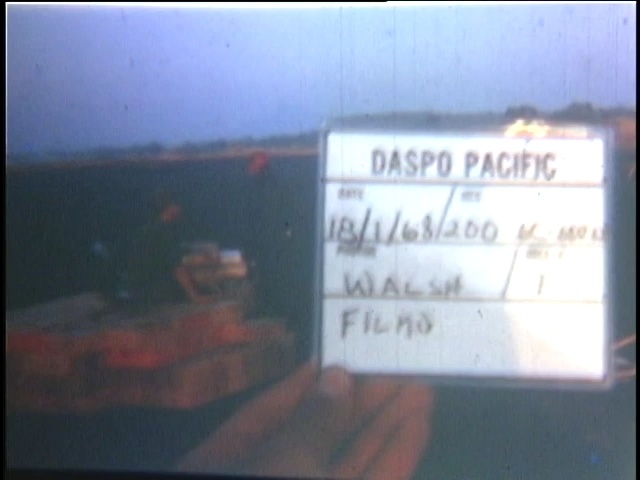 DASPO PACIFIC
DATE
18/1/68/200
WALSH / 1
FILMO